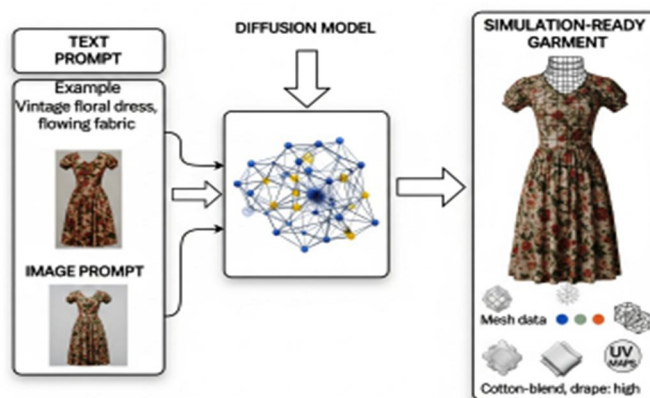 TEXT
PROMPT
Example
Vintage floral dress,
flowing fabric
IMAGE PROMPT
DIFFUSION MODEL
SIMULATION-READY
GARMENT
Mesh data
UV
MAPS
Cotton-blend, drape: high